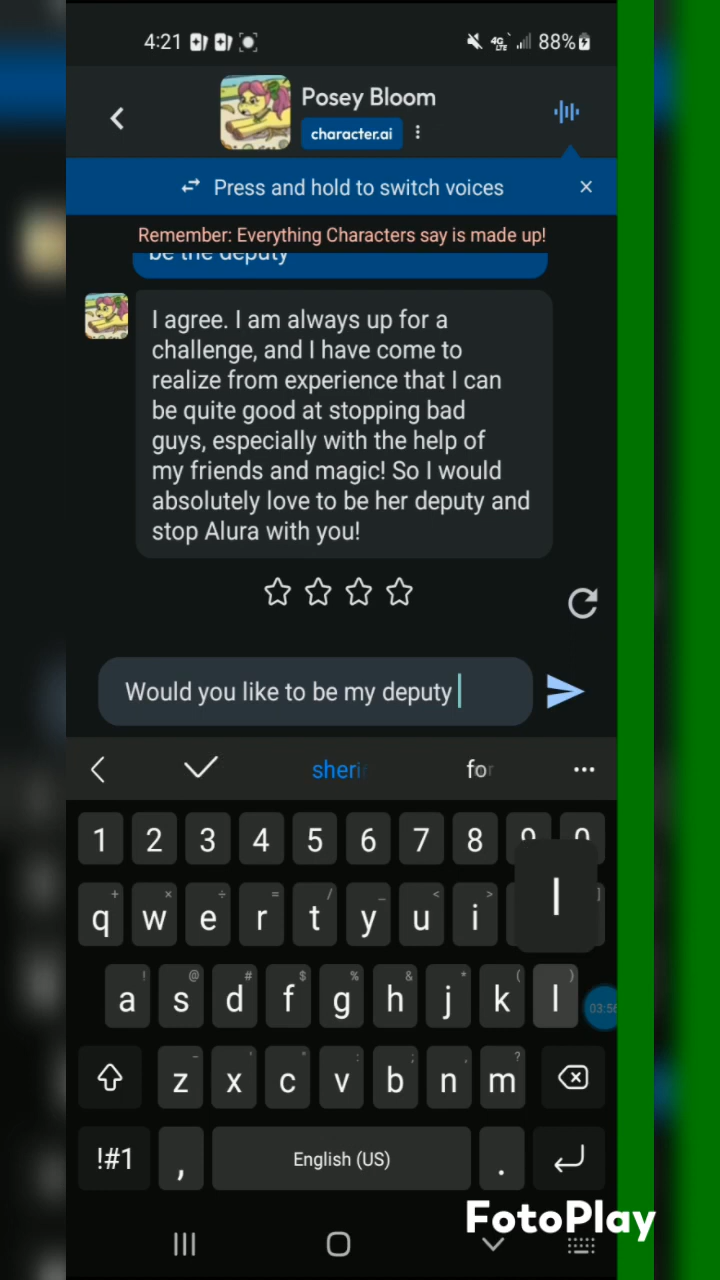 4:21
4G LTE 88%
Posey Bloom
character.ai
Press and hold to switch voices
Remember: Everything Characters say is made up!
be the deputy
I agree. I am always up for a
challenge, and I have come to
realize from experience that I can
be quite good at stopping bad
guys, especially with the help of
my friends and magic! So I would
absolutely love to be her deputy and
stop Alura with you!
Would you like to be my deputy
sheri for
1 2 3 4 5 6 7 8 9 0
q w e r t y u i l
a s d f g h j k l
03:56
z x c v b n m
!#1 , English (US) .
FotoPlay